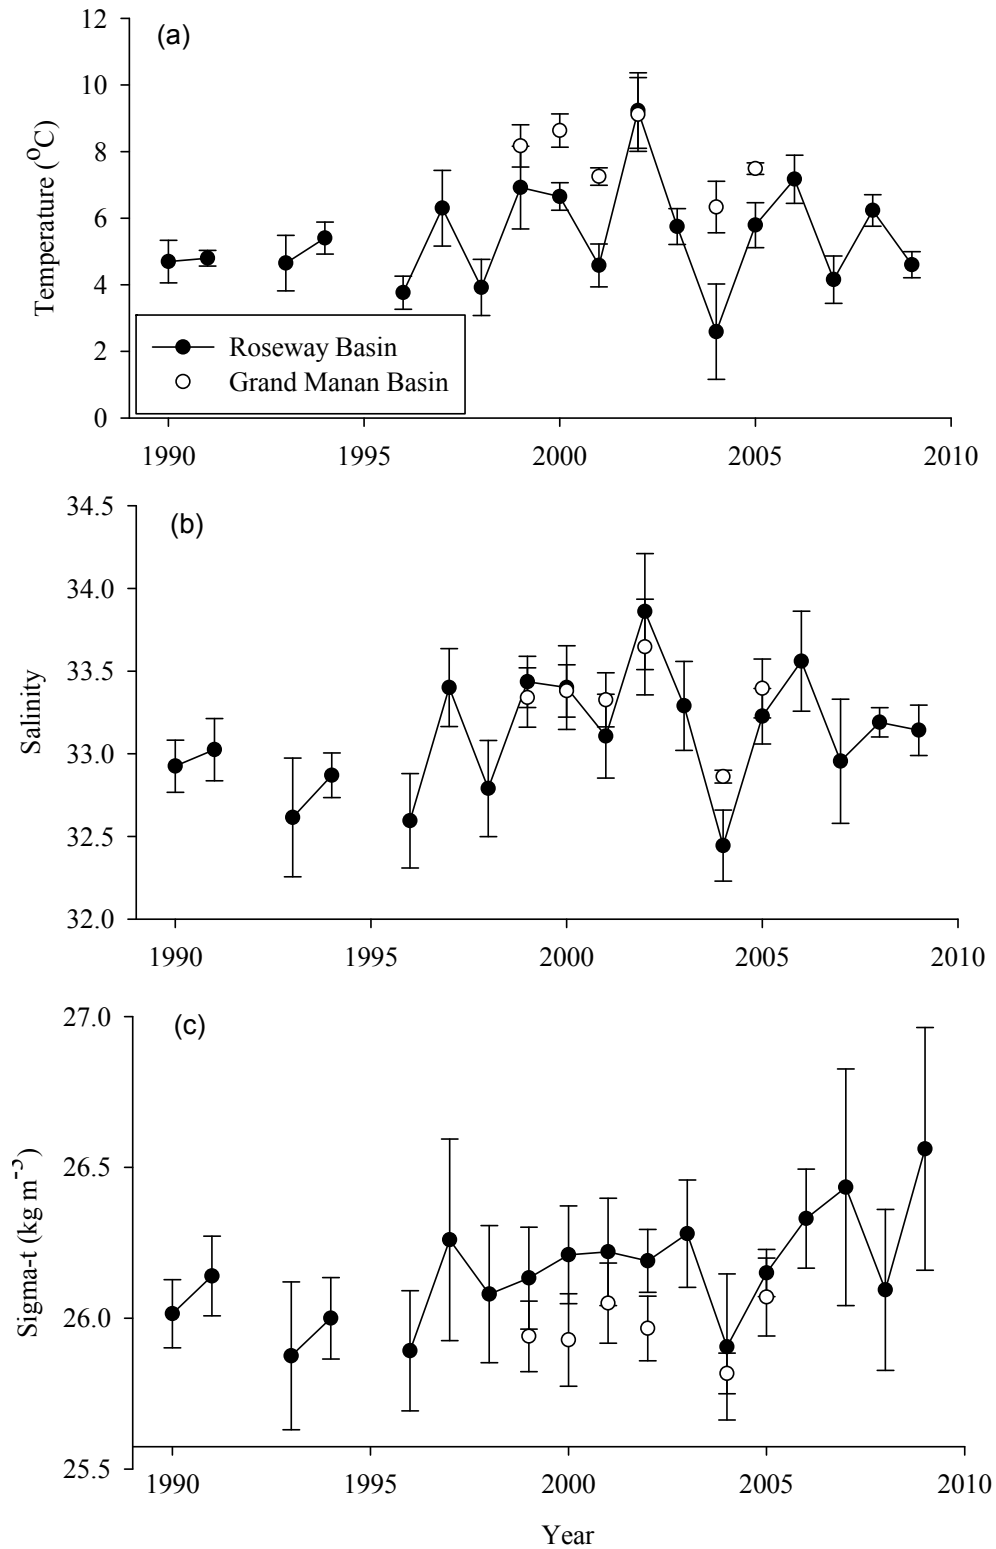 (a)
12
10
8
6
4
2
0
Temperature (ºC)
Roseway Basin
Grand Manan Basin
1990 1995 2000 2005 2010
(b)
34.5
34.0
33.5
33.0
32.5
32.0
Salinity
1990 1995 2000 2005 2010
(c)
27.0
26.5
26.0
25.5
Sigma-t (kg m⁻³)
1990 1995 2000 2005 2010
Year